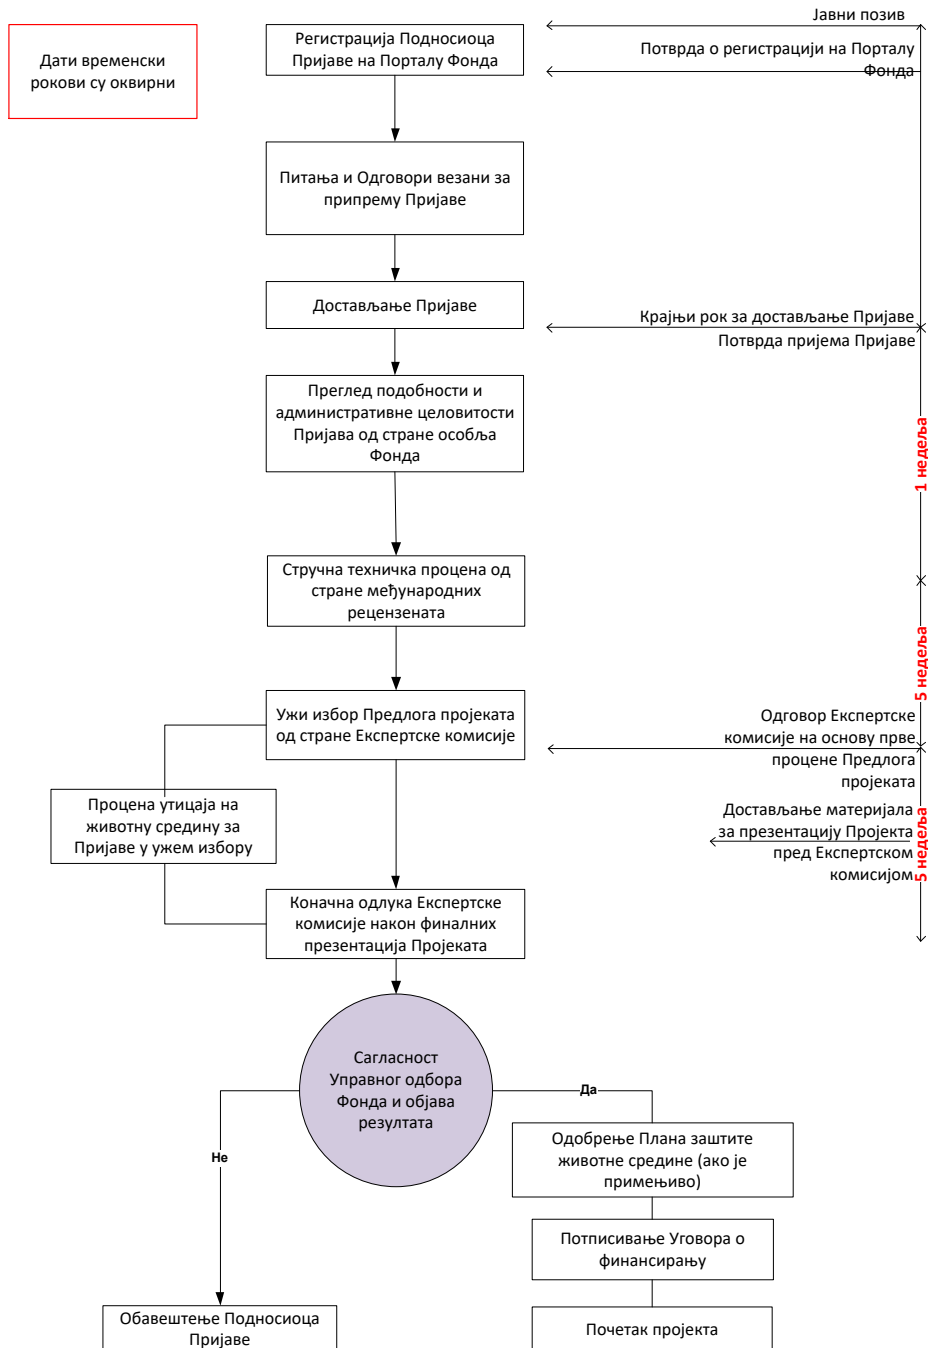 Јавни позив
Дати временски
рокови су оквирни
Регистрација Подносиоца
Пријаве на Порталу Фонда
Потврда о регистрацији на Порталу
Фонда
Питања и Одговори везани за
припрему Пријаве
Достављање Пријаве
Крајњи рок за достављање Пријаве
Потврда пријема Пријаве
Преглед подобности и
административне целовитости
Пријава од стране особља
Фонда
1 недеља
Стручна техничка процена од
стране међународних
рецензената
5 недеља
Ужи избор Предлога пројеката
од стране Експертске комисије
Одговор Експертске
комисије на основу прве
процене Предлога
пројеката
Процена утицаја на
животну средину за
Пријаве у ужем избору
Достављање материјала
за презентацију Пројекта
пред Експертском
комисијом
5 недеља
Коначна одлука Експертске
комисије након финалних
презентација Пројеката
Сагласност
Управног одбора
Фонда и објава
резултата
Да
Не
Одобрење Плана заштите
животне средине (ако је
примењиво)
Потписивање Уговора о
финансирању
Обавештење Подносиоца
Пријаве
Почетак пројекта